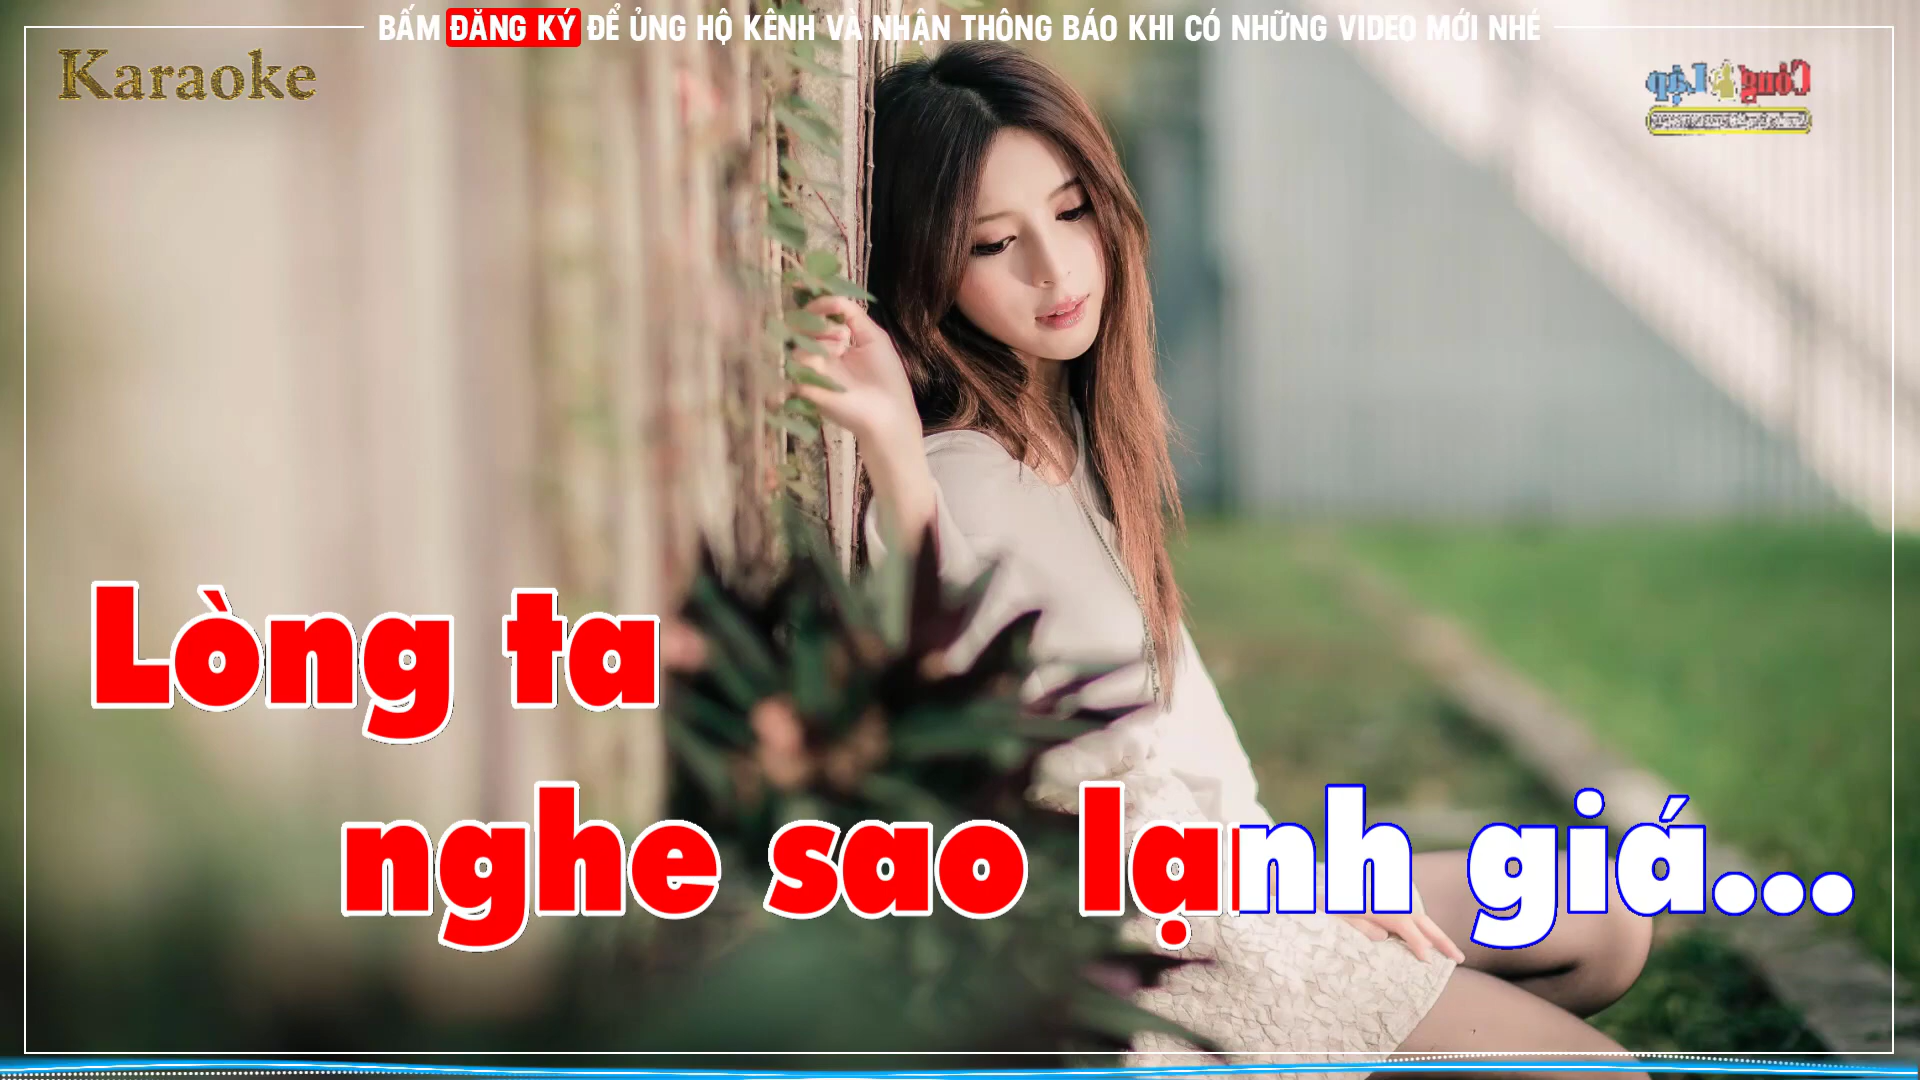 BẤM ĐĂNG KÝ ĐỂ ỦNG HỘ KÊNH VÀ NHẬN THÔNG BÁO KHI CÓ NHỮNG VIDEO MỚI NHÉ
Karaoke
Lòng ta
nghe sao lạnh giá...